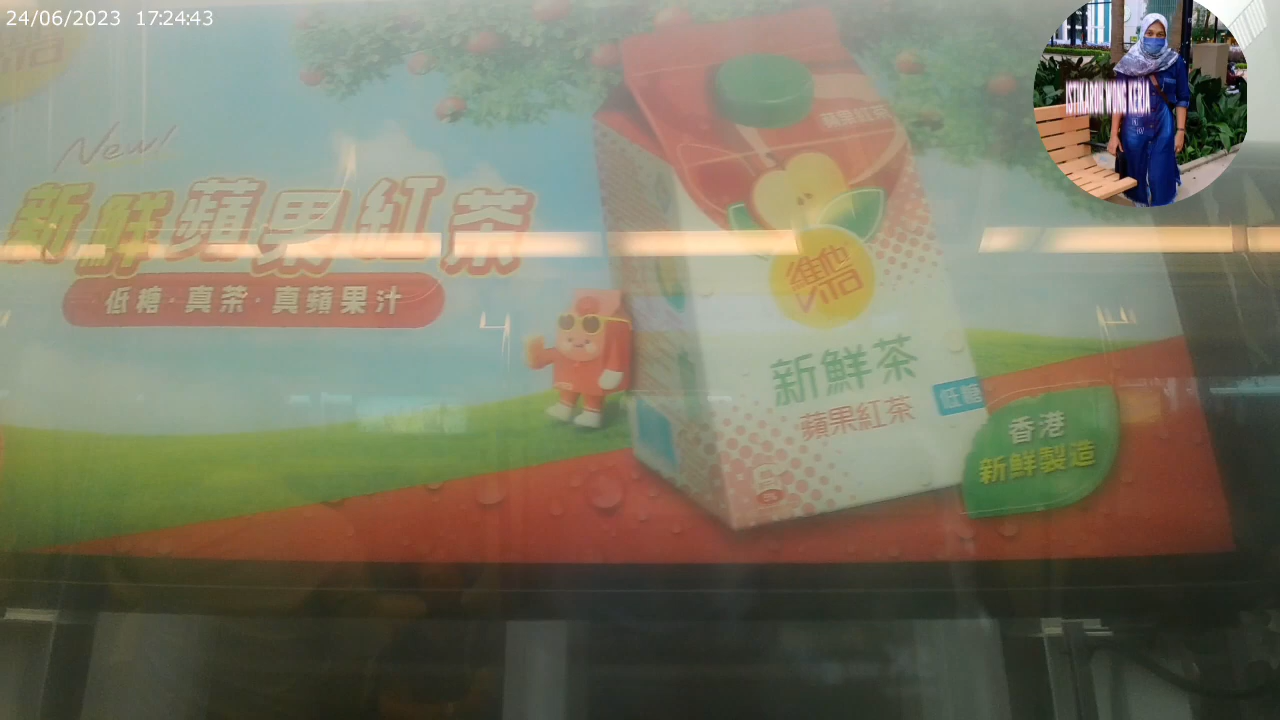 24/06/2023 17:24:43
New!
新鮮蘋果紅茶
低糖·真茶·真蘋果汁
蘋果紅茶
維他
新鮮茶
蘋果紅茶
低糖
香港
新鮮製造